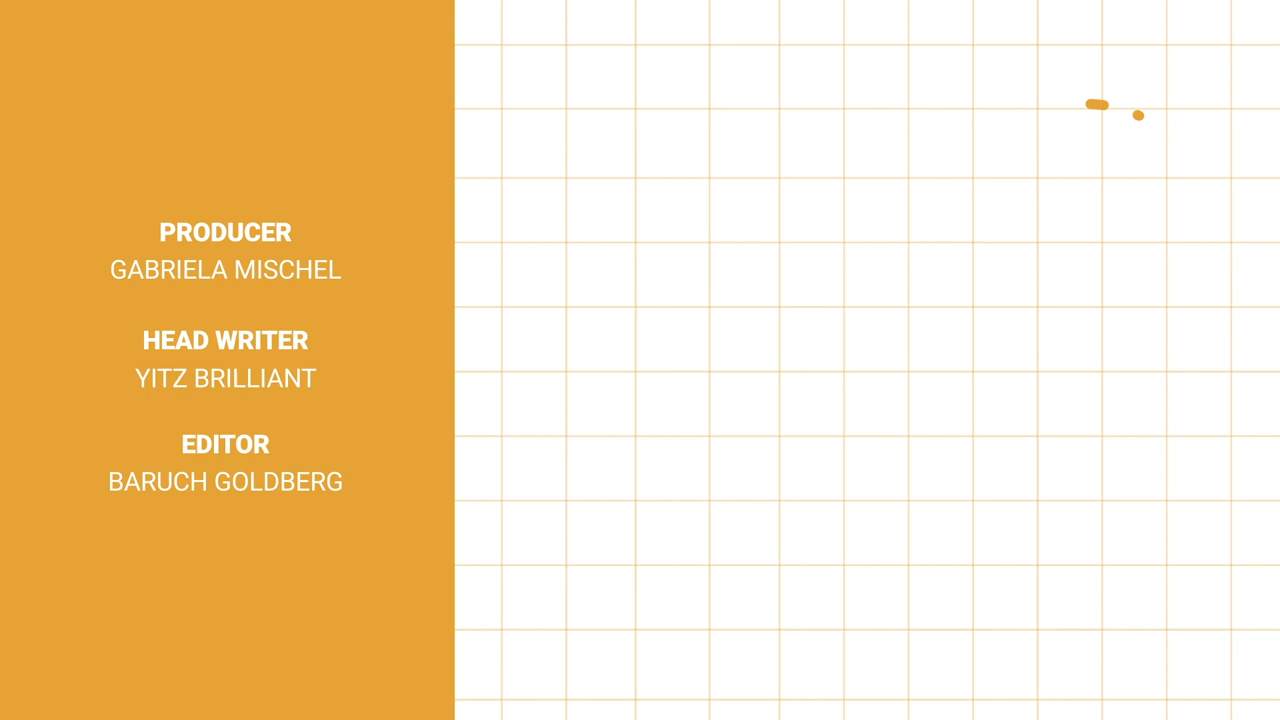 PRODUCER
GABRIELA MISCHEL
HEAD WRITER
YITZ BRILLIANT
EDITOR
BARUCH GOLDBERG